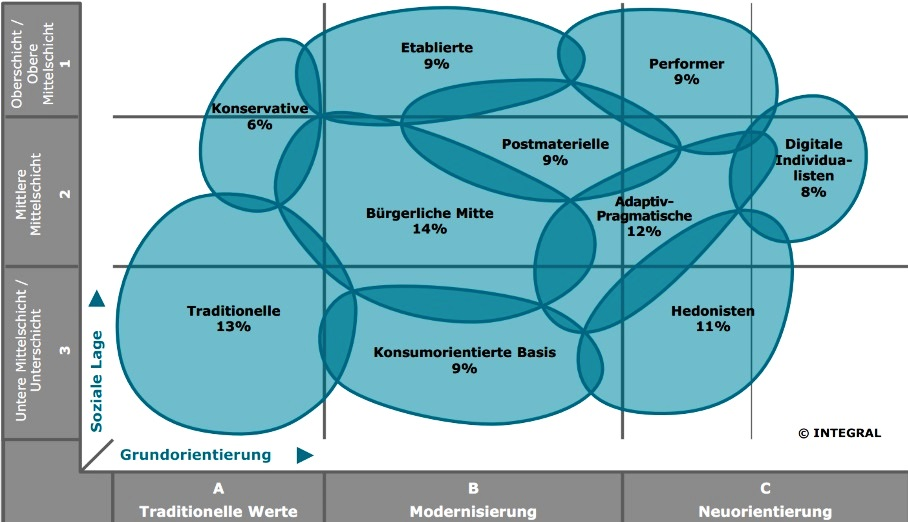 Oberschicht /
Obere
Mittelschicht
1
Mittlere
Mittelschicht
2
Untere Mittelschicht /
Unterschicht
3
Soziale Lage
Etablierte
9%
Performer
9%
Konservative
6%
Postmaterielle
9%
Digitale
Individua-
listen
8%
Bürgerliche Mitte
14%
Adaptiv-
Pragmatische
12%
Traditionelle
13%
Hedonisten
11%
Konsumorientierte Basis
9%
© INTEGRAL
Grundorientierung
A
Traditionelle Werte
B
Modernisierung
C
Neuorientierung